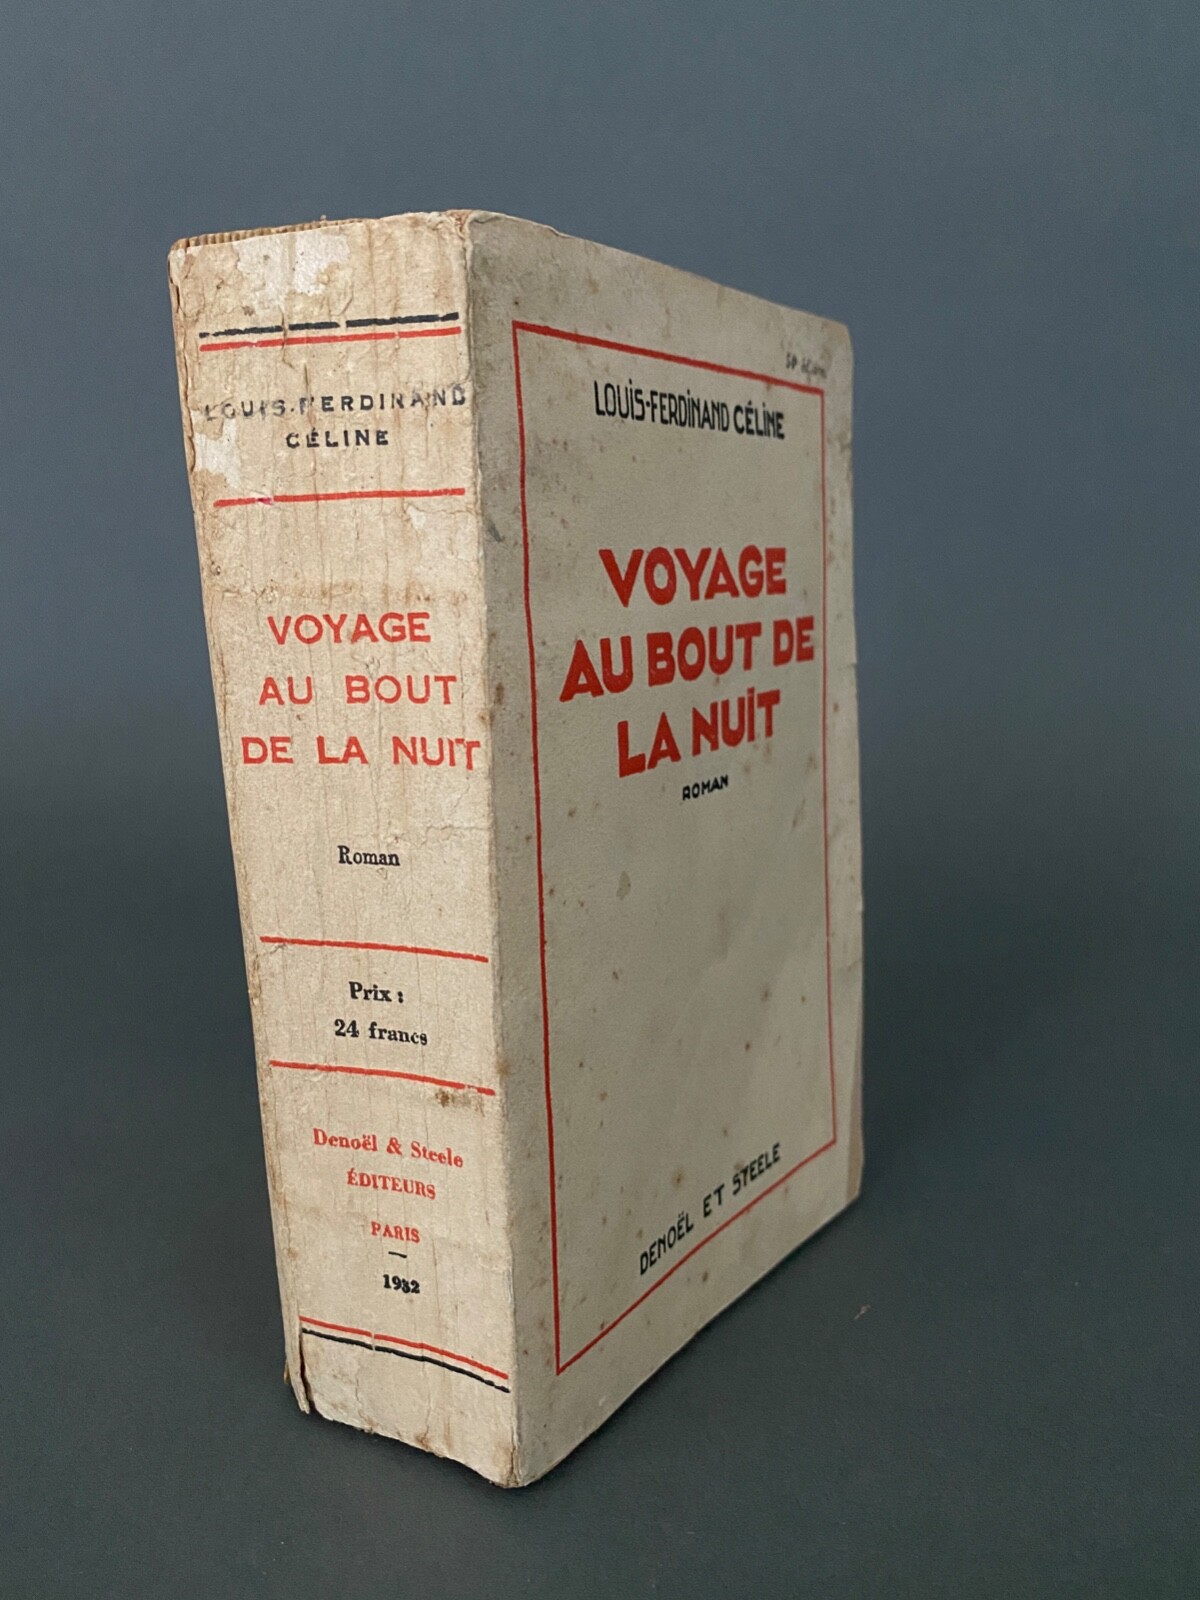 LOUIS-FERDINAND
CÉLINE
VOYAGE
AU BOUT
DE LA NUIT
Roman
Prix :
24 francs
Denoël & Steele
ÉDITEURS
PARIS
1932
LOUIS-FERDINAND CÉLINE
VOYAGE
AU BOUT DE
LA NUIT
ROMAN
DENOËL ET STEELE